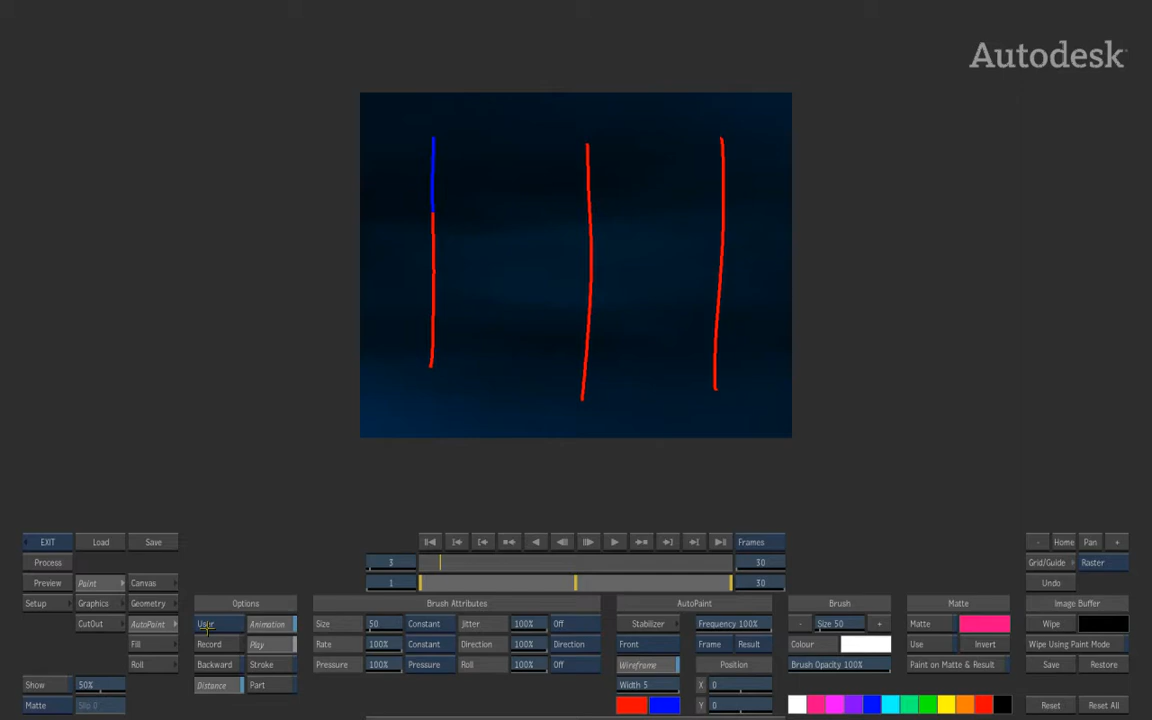 Autodesk
EXIT Load Save Frames - Home Pan +
Process 3 30 Grid/Guide Raster
Preview Paint Canvas 1 30 Undo
Setup Graphics Geometry Options Brush Attributes AutoPaint Brush Matte Image Buffer
CutOut AutoPaint User Animation Size 50 Constant Jitter 100% Off Stabilizer Frequency 100% - Size 50 + Matte Wipe
Fill Record Play Rate 100% Constant Direction 100% Direction Front Frame Result Colour Use Invert Wipe Using Paint Mode
Roll Backward Stroke Pressure 100% Pressure Roll 100% Off Wireframe Position Brush Opacity 100% Paint on Matte & Result Save Restore
Show 50% Distance Part Width 5 X 0
Matte Slip 0 Y 0 Reset Reset All